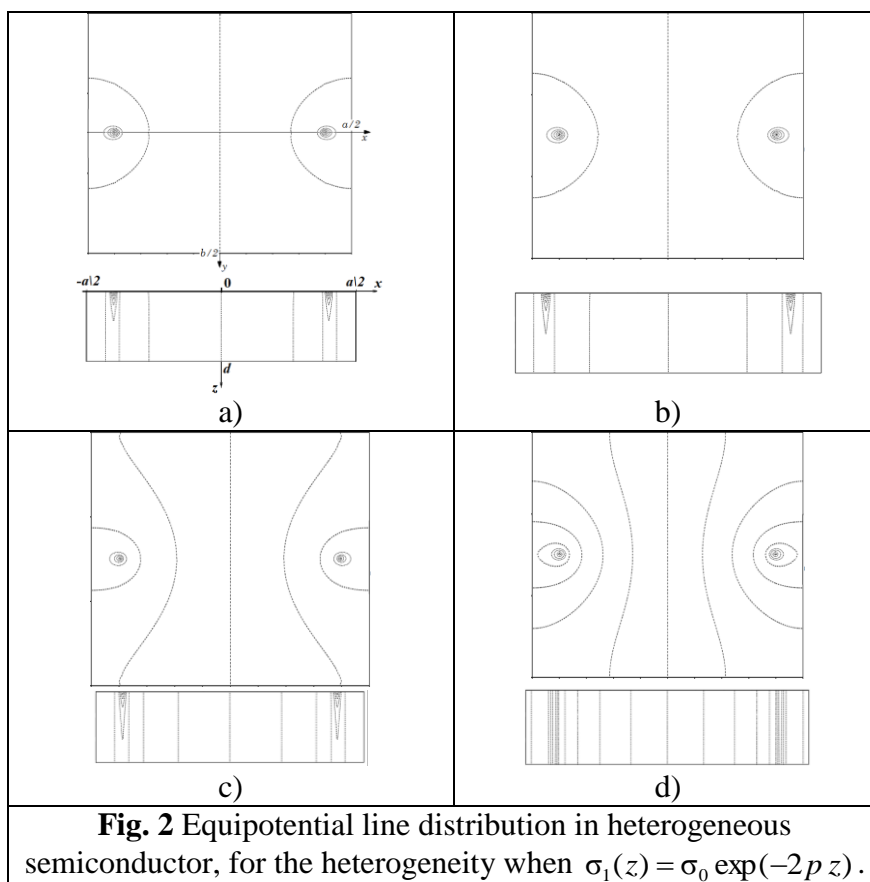 a/2
x
b/2
y
-a\2
0
a\2
x
d
z
a)
b)
c)
d)
Fig. 2 Equipotential line distribution in heterogeneous
semiconductor, for the heterogeneity when σ₁(z) = σ₀ exp(−2p z) .